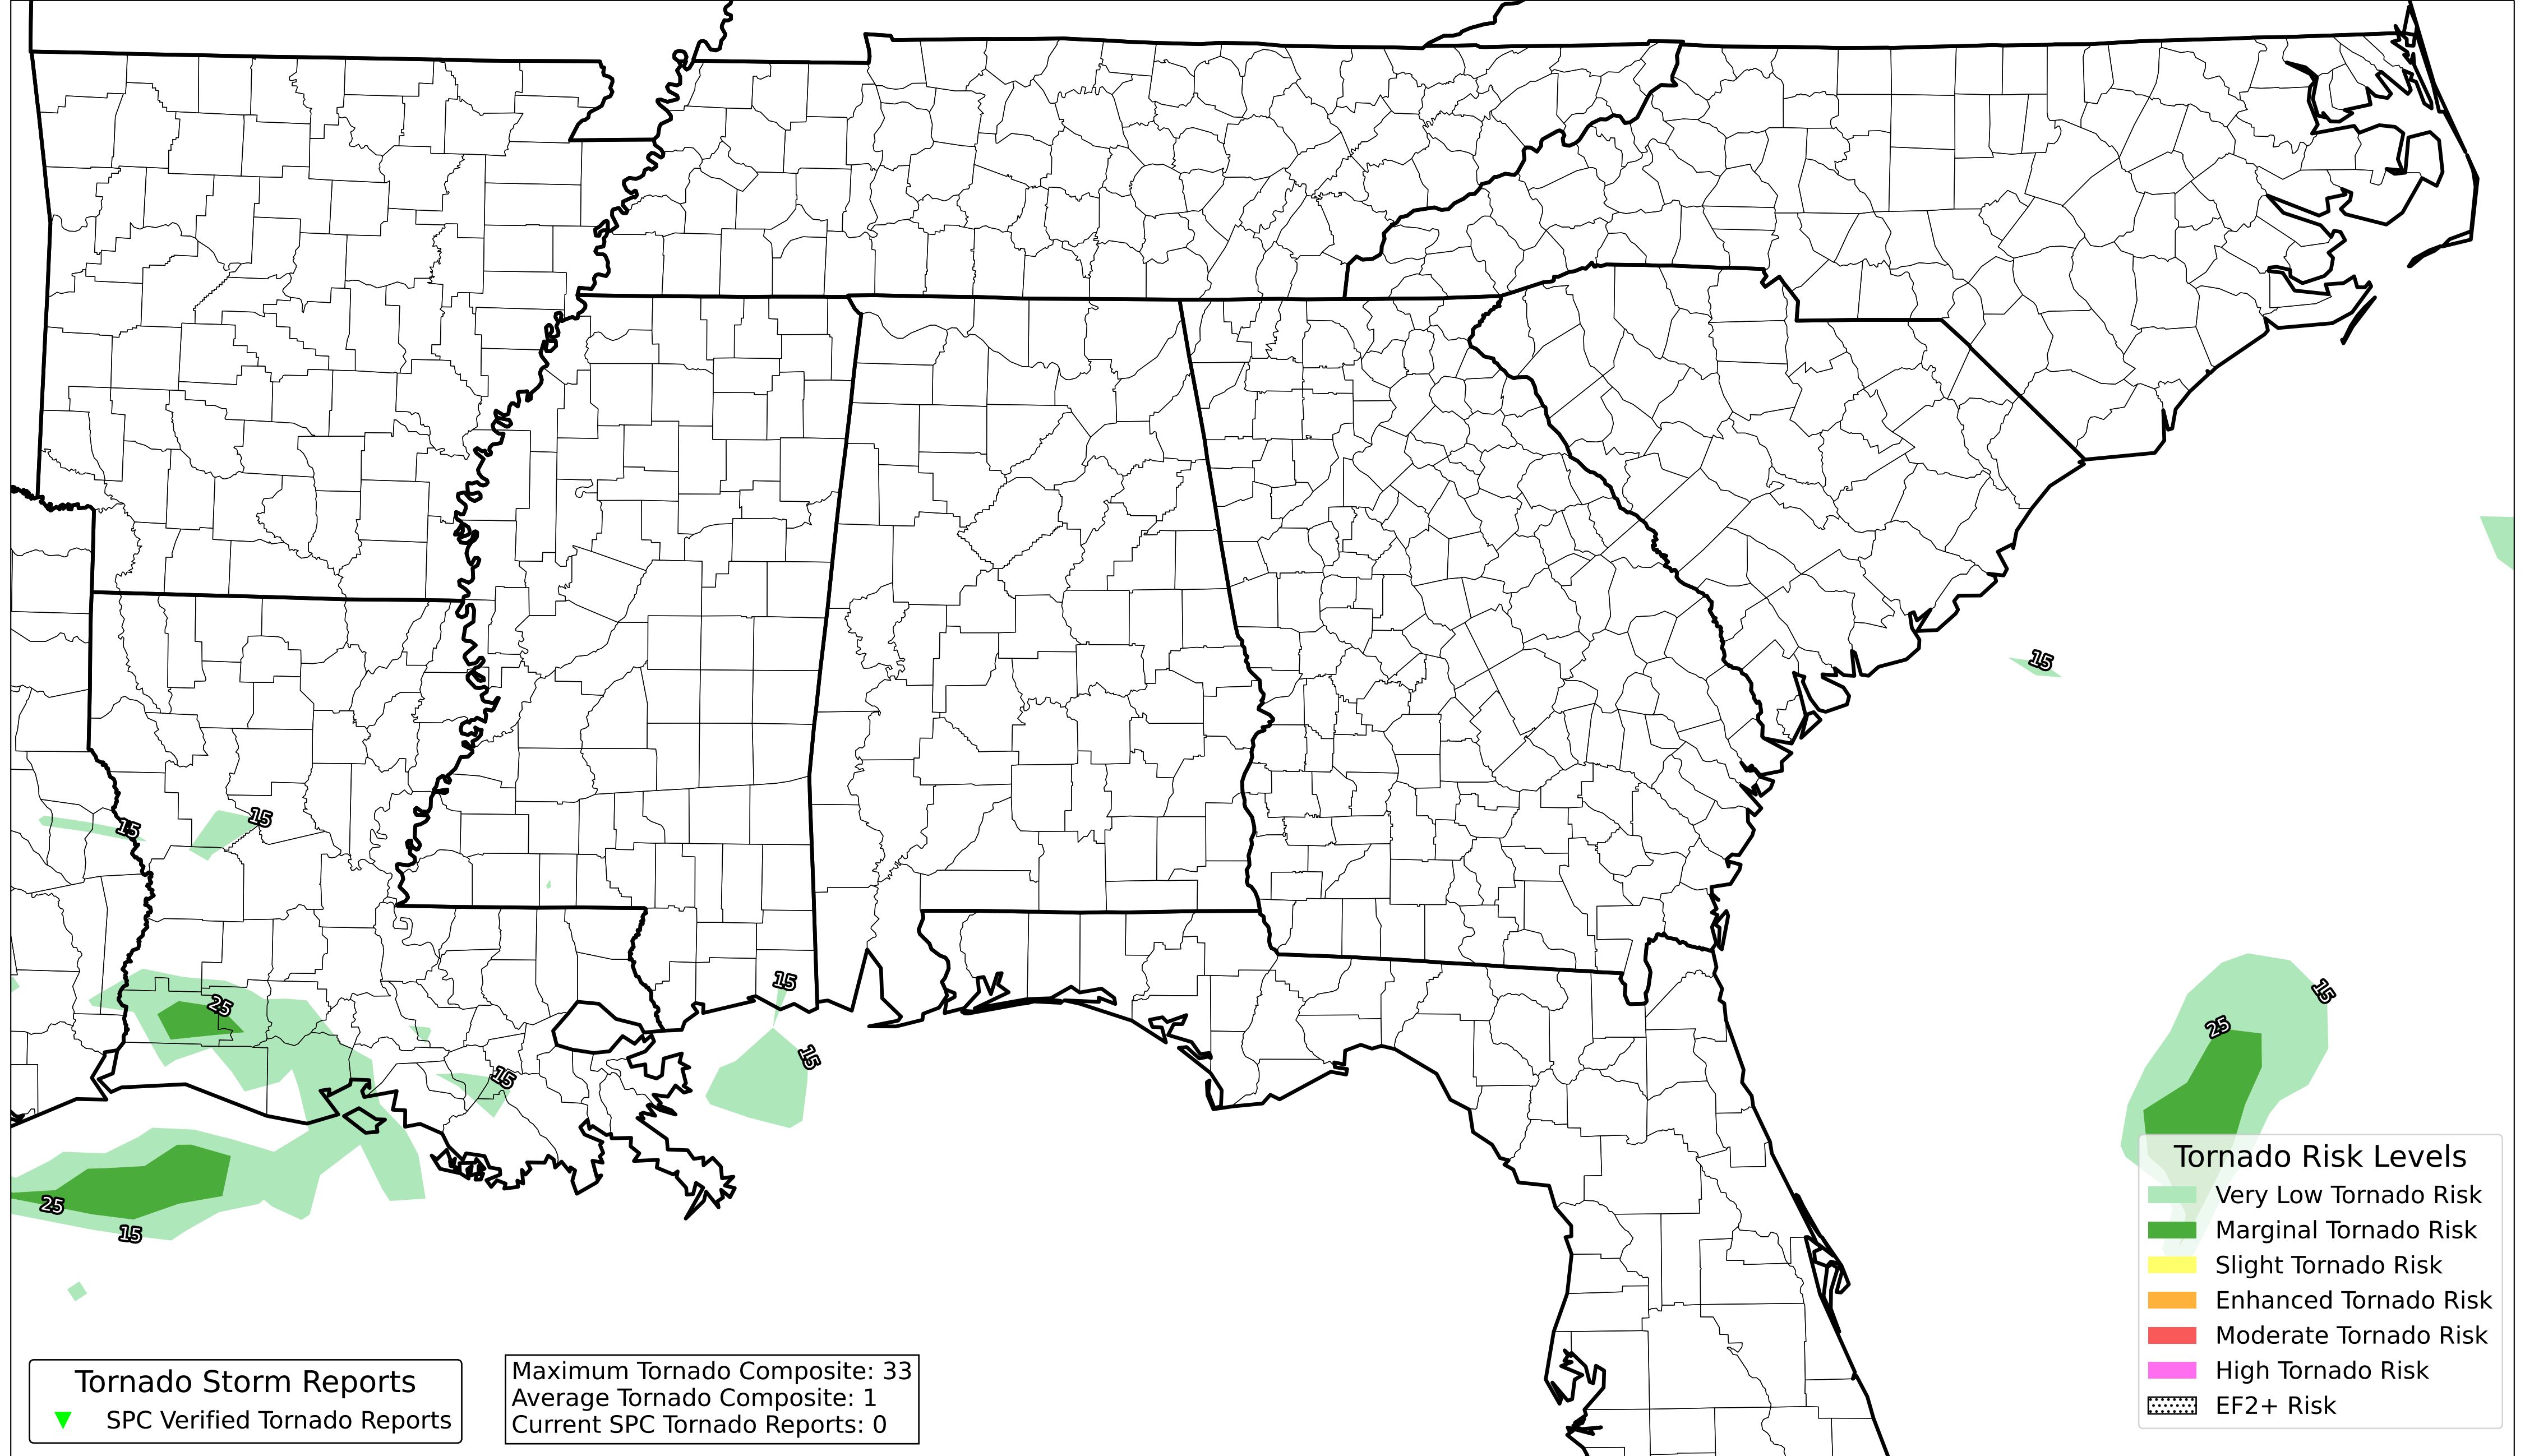 15
15
15
25
15
15
15
15
25
25
15
Tornado Risk Levels
Very Low Tornado Risk
Marginal Tornado Risk
Slight Tornado Risk
Enhanced Tornado Risk
Moderate Tornado Risk
High Tornado Risk
EF2+ Risk
Tornado Storm Reports
SPC Verified Tornado Reports
Maximum Tornado Composite: 33
Average Tornado Composite: 1
Current SPC Tornado Reports: 0